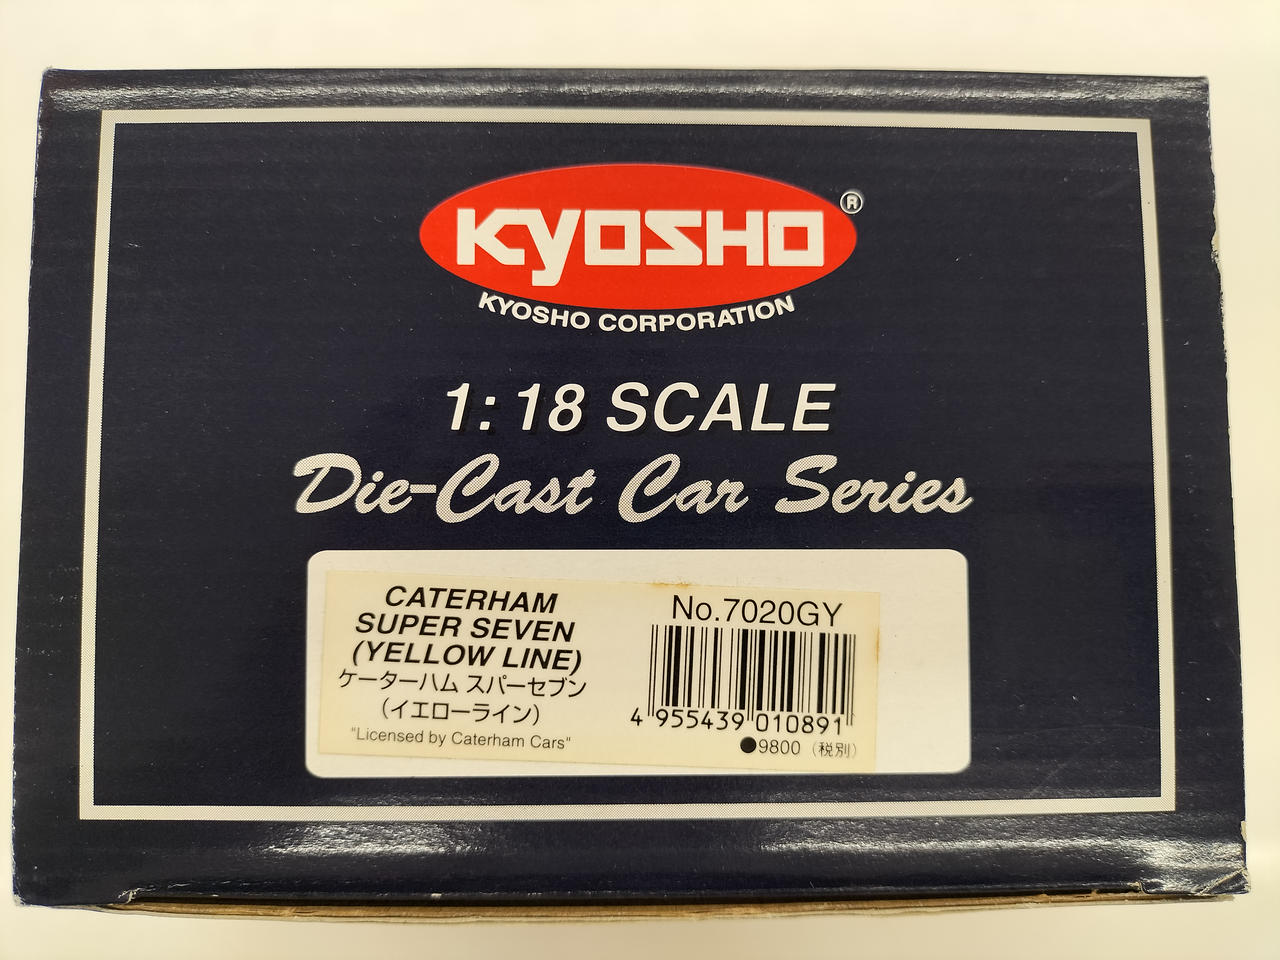 KYOSHO ®
KYOSHO CORPORATION
1:18 SCALE
Die-Cast Car Series
CATERHAM
SUPER SEVEN
(YELLOW LINE)
ケーターハム スパーセブン
（イエローライン）
"Licensed by Caterham Cars"
No.7020GY
4 955439 010891
●9800（税別）